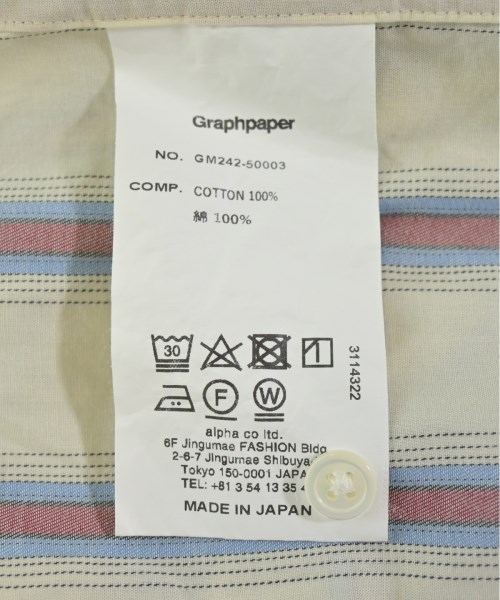 Graphpaper
NO. GM242-50003
COMP. COTTON 100%
綿 100%
30
3114322
F W
alpha co ltd.
6F Jingumae FASHION Bldg
2-6-7 Jingumae Shibuya
Tokyo 150-0001 JAPA
TEL: +81 3 54 13 35 4
MADE IN JAPAN